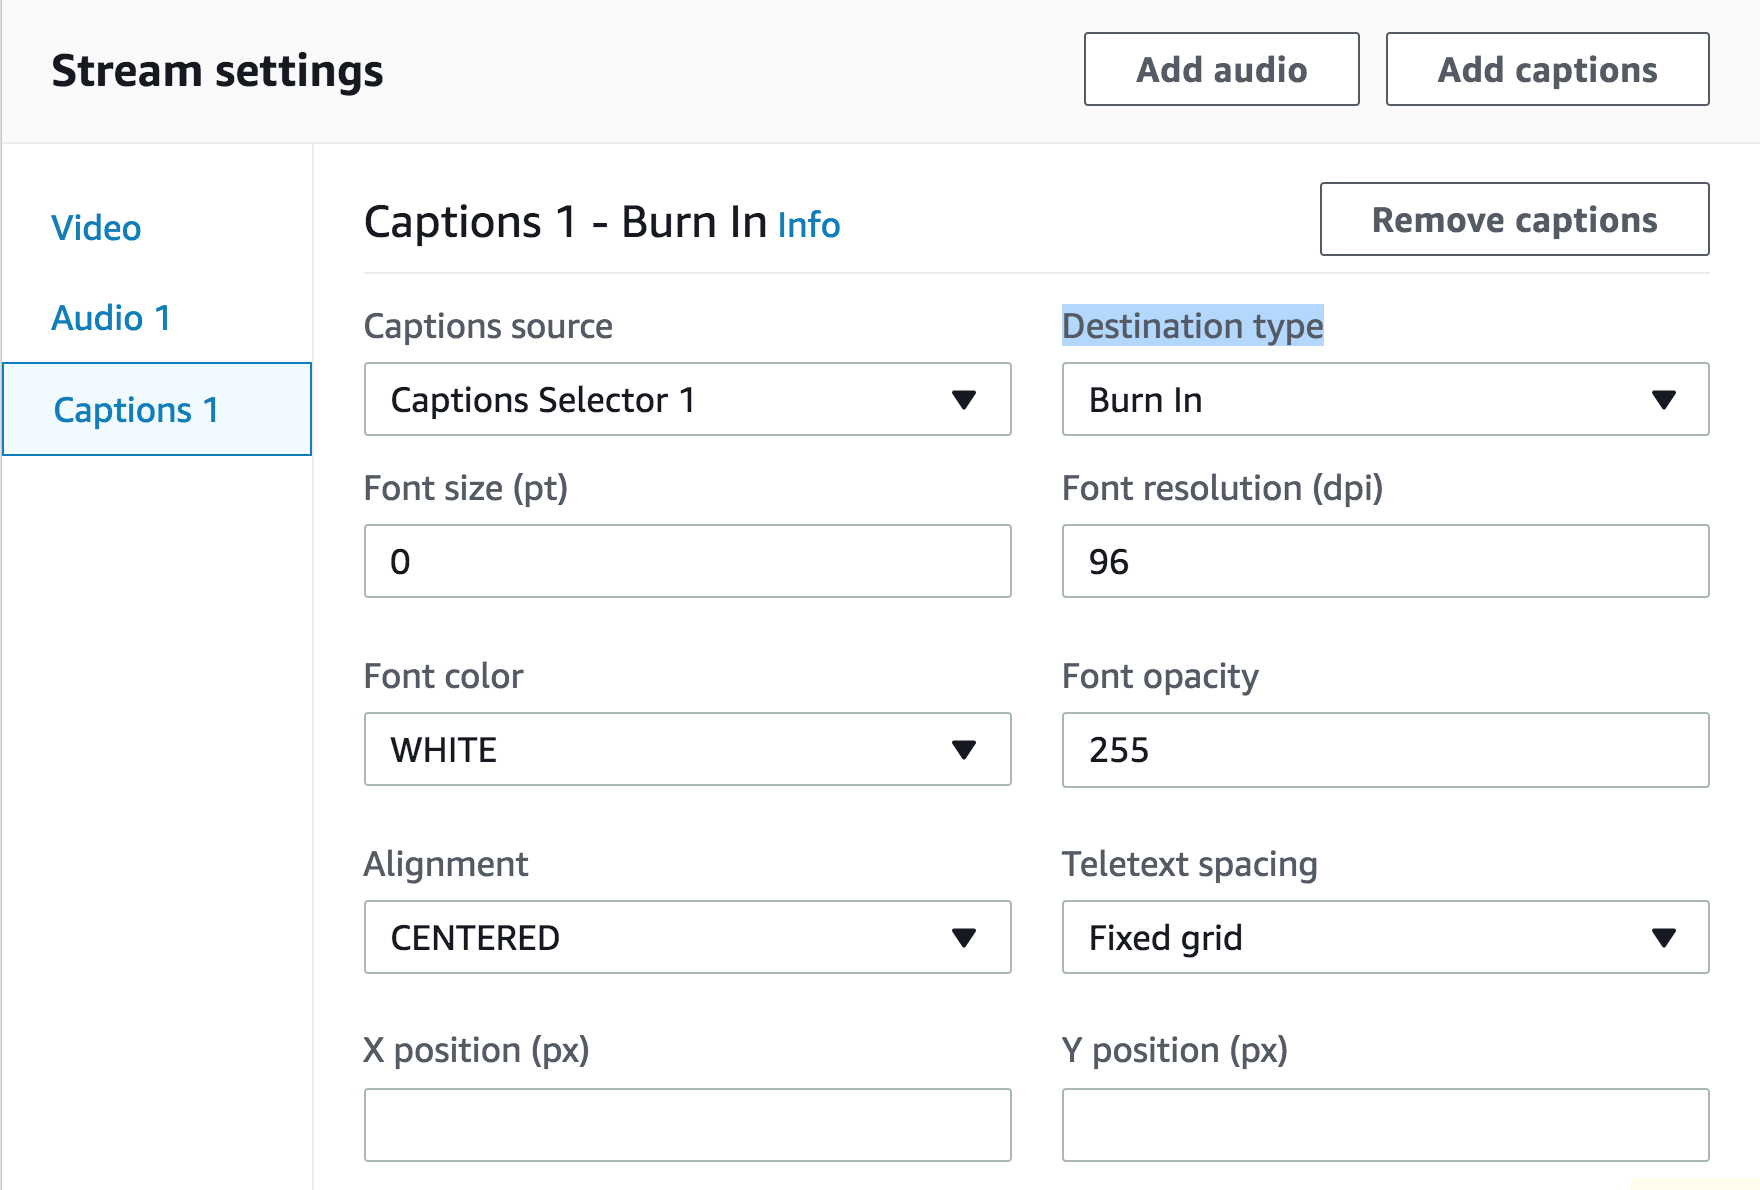 Stream settings
Add audio
Add captions
Video
Audio 1
Captions 1
Captions 1 - Burn In Info
Remove captions
Captions source
Destination type
Captions Selector 1
Burn In
Font size (pt)
Font resolution (dpi)
0
96
Font color
Font opacity
WHITE
255
Alignment
Teletext spacing
CENTERED
Fixed grid
X position (px)
Y position (px)